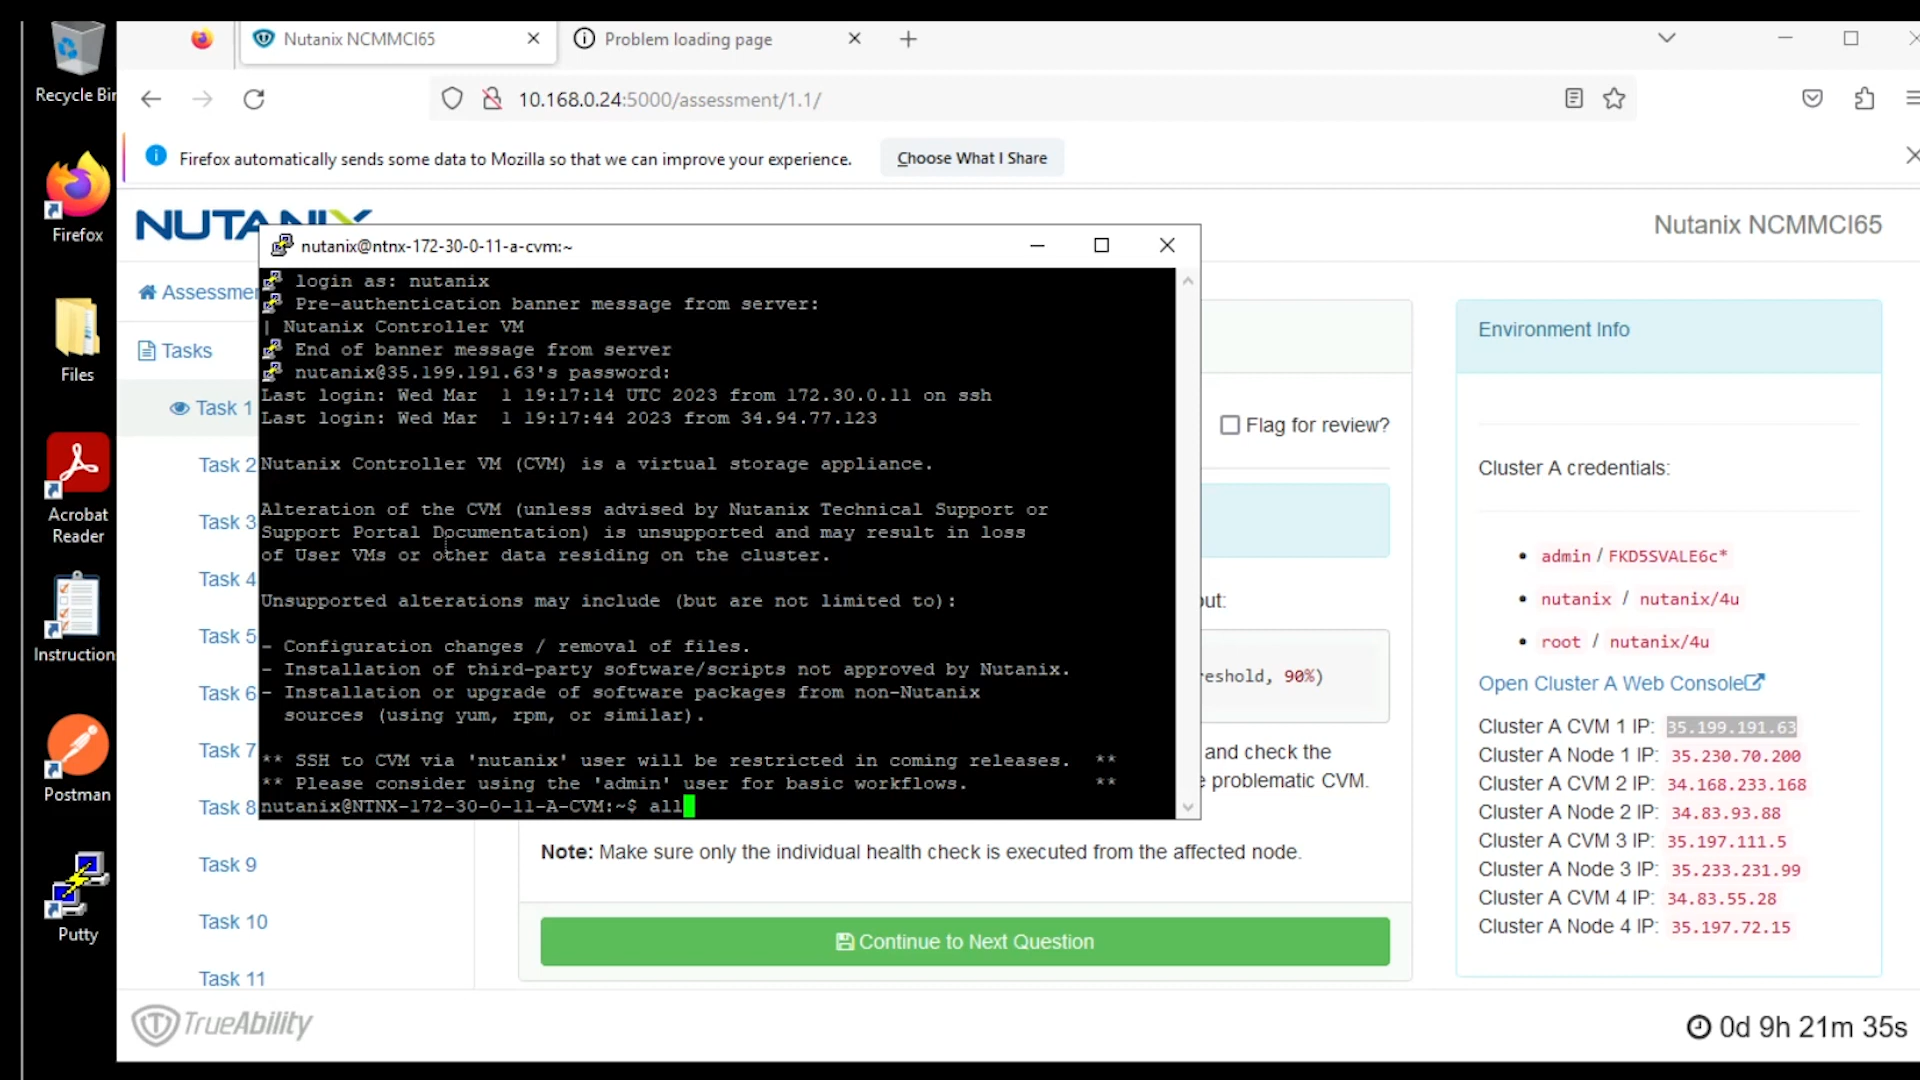 Recycle Bin
Firefox
Files
Acrobat
Reader
Instruction
Postman
Putty
Nutanix NCMMCI65
Problem loading page
10.168.0.24:5000/assessment/1.1/
Firefox automatically sends some data to Mozilla so that we can improve your experience.
Choose What I Share
NUTANIX
Nutanix NCMMCI65
Assessmen
Tasks
Task 1
Task 2
Task 3
Task 4
Task 5
Task 6
Task 7
Task 8
Task 9
Task 10
Task 11
nutanix@ntnx-172-30-0-11-a-cvm:~
login as: nutanix
Pre-authentication banner message from server:
| Nutanix Controller VM
End of banner message from server
nutanix@35.199.191.63's password:
Last login: Wed Mar  1 19:17:14 UTC 2023 from 172.30.0.11 on ssh
Last login: Wed Mar  1 19:17:44 2023 from 34.94.77.123
Nutanix Controller VM (CVM) is a virtual storage appliance.
Alteration of the CVM (unless advised by Nutanix Technical Support or
Support Portal Documentation) is unsupported and may result in loss
of User VMs or other data residing on the cluster.
Unsupported alterations may include (but are not limited to):
- Configuration changes / removal of files.
- Installation of third-party software/scripts not approved by Nutanix.
- Installation or upgrade of software packages from non-Nutanix
sources (using yum, rpm, or similar).
** SSH to CVM via 'nutanix' user will be restricted in coming releases.  **
** Please consider using the 'admin' user for basic workflows.  **
nutanix@NTNX-172-30-0-11-A-CVM:~$ all
Flag for review?
out:
eshold, 90%)
and check the
problematic CVM.
Note: Make sure only the individual health check is executed from the affected node.
Continue to Next Question
Environment Info
Cluster A credentials:
• admin / FKD5SVALE6c*
• nutanix / nutanix/4u
• root / nutanix/4u
Open Cluster A Web Console
Cluster A CVM 1 IP: 35.199.191.63
Cluster A Node 1 IP: 35.230.70.200
Cluster A CVM 2 IP: 34.168.233.168
Cluster A Node 2 IP: 34.83.93.88
Cluster A CVM 3 IP: 35.197.111.5
Cluster A Node 3 IP: 35.233.231.99
Cluster A CVM 4 IP: 34.83.55.28
Cluster A Node 4 IP: 35.197.72.15
TrueAbility
0d 9h 21m 35s